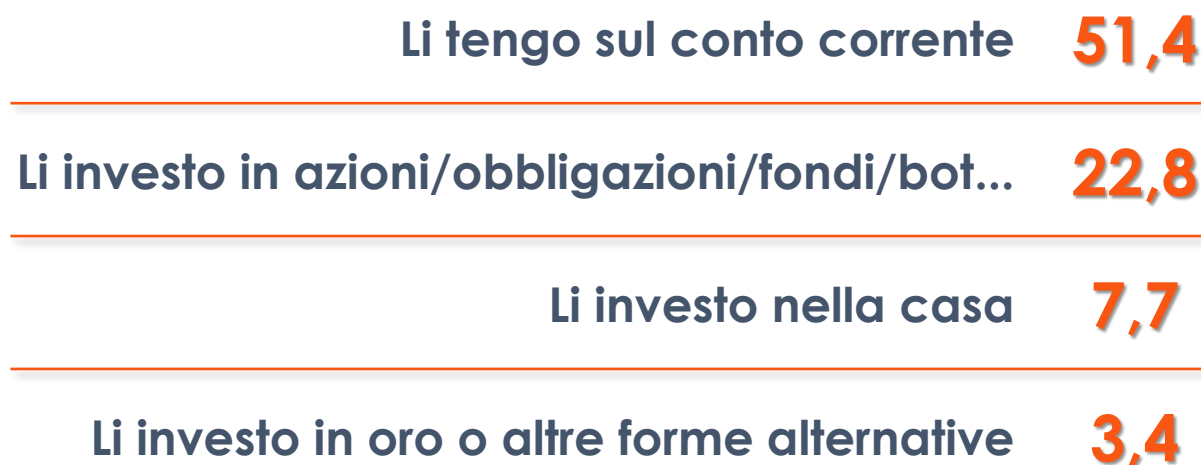 Li tengo sul conto corrente 51,4
Li investo in azioni/obbligazioni/fondi/bot... 22,8
Li investo nella casa 7,7
Li investo in oro o altre forme alternative 3,4